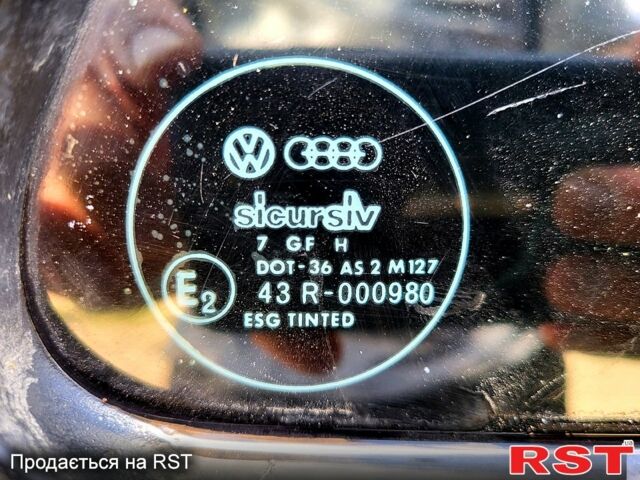 sicursiv
7 GF H
DOT-36 AS 2 M127
E2 43 R-000980
ESG TINTED
Продається на RST
RST